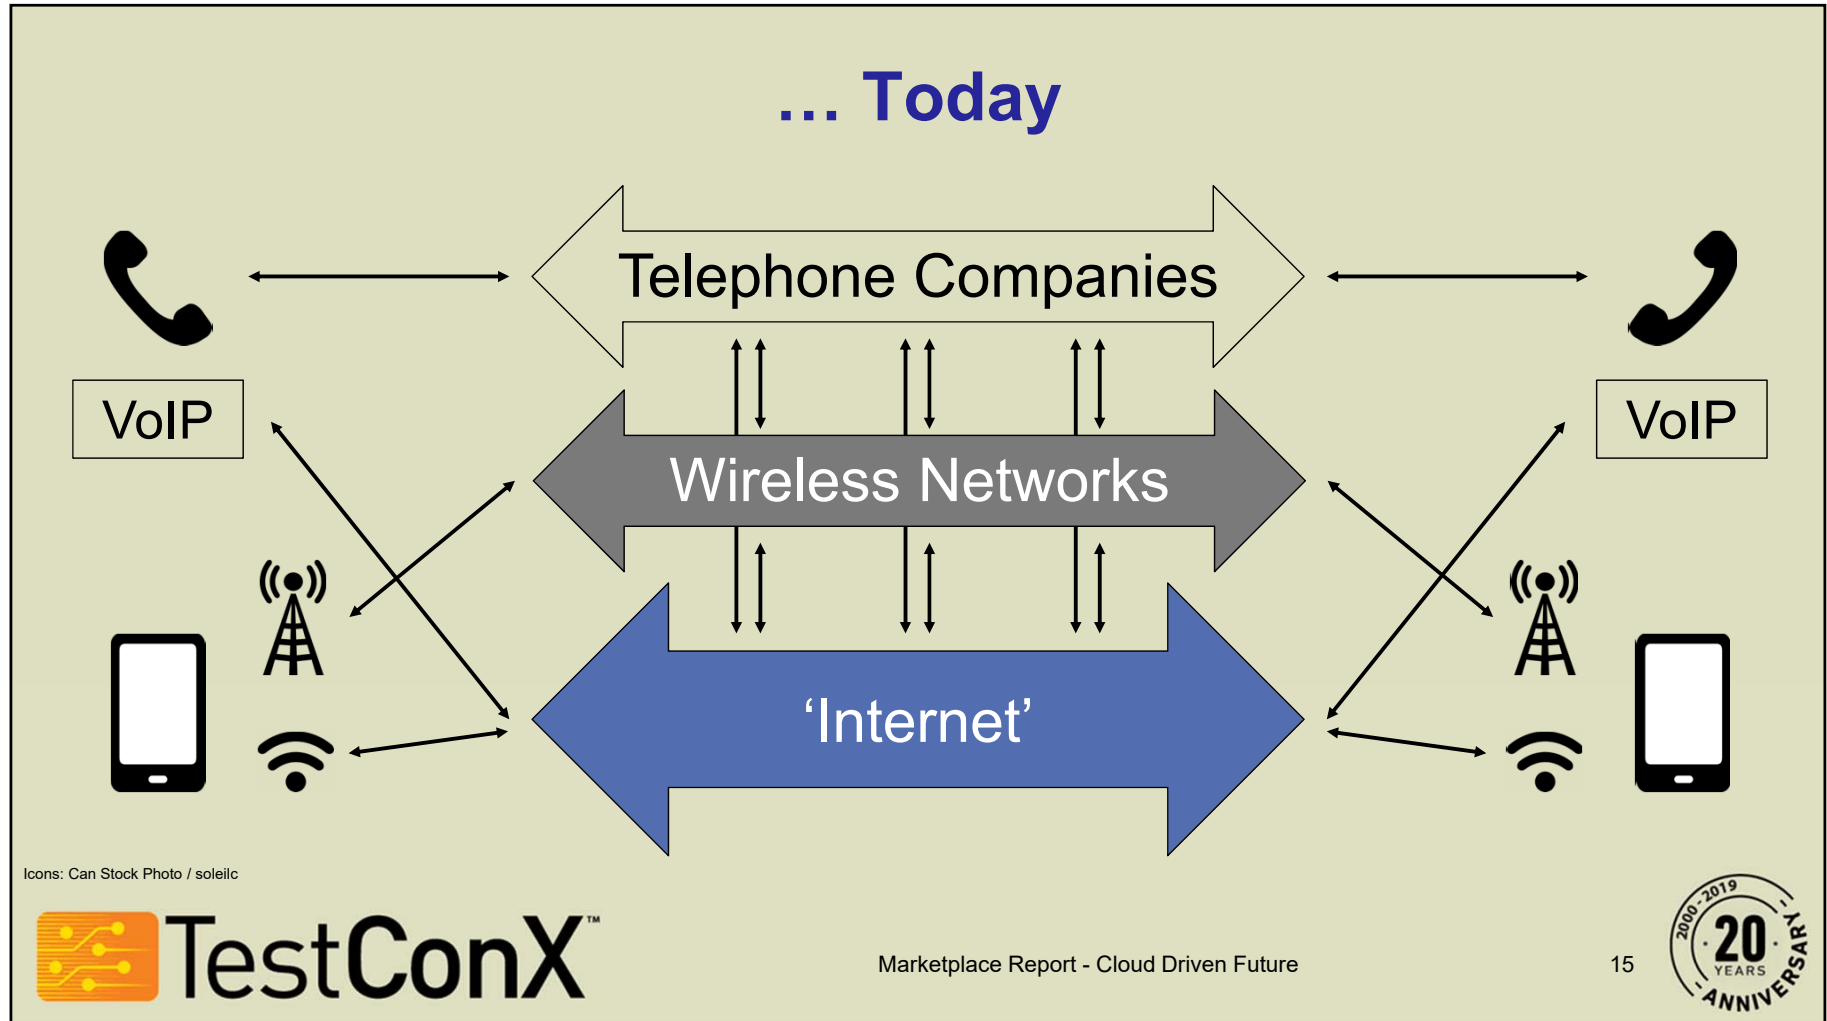 … Today
Telephone Companies
VoIP
VoIP
Wireless Networks
‘Internet’
Icons: Can Stock Photo / soleilc
TestConX™
Marketplace Report - Cloud Driven Future
15
2000-2019
20
YEARS
ANNIVERSARY